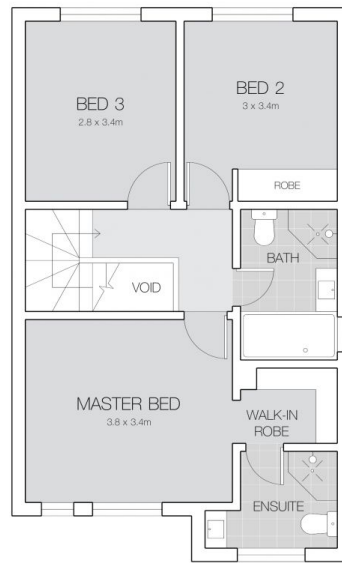 BED 3
2.8 x 3.4m
BED 2
3 x 3.4m
ROBE
BATH
VOID
MASTER BED
3.8 x 3.4m
WALK-IN
ROBE
ENSUITE